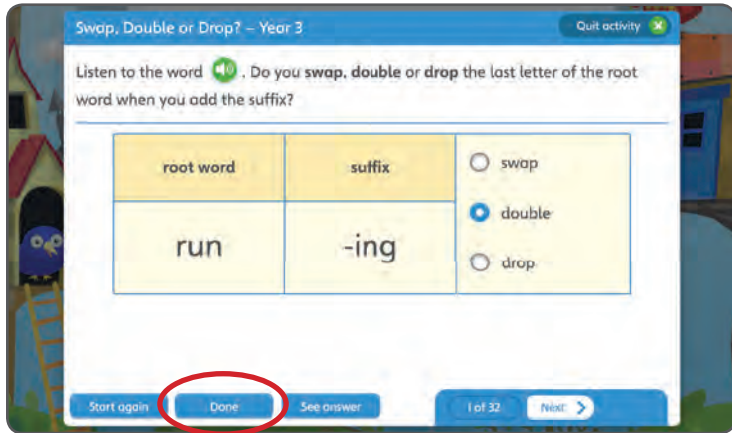 Swap, Double or Drop? – Year 3
Quit activity
Listen to the word . Do you swap, double or drop the last letter of the root
word when you add the suffix?
root word
suffix
swap
double
drop
run
-ing
Start again
Done
See answer
1 of 32
Next